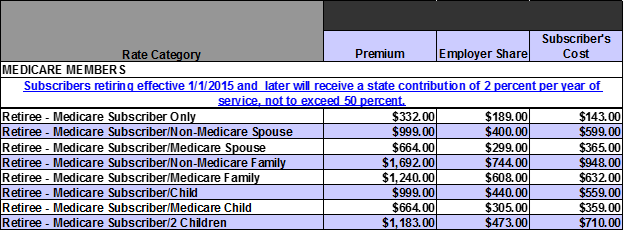 Subscriber's
Rate Category Premium Employer Share Cost
MEDICARE MEMBERS
Subscribers retiring effective 1/1/2015 and later will receive a state contribution of 2 percent per year of
service, not to exceed 50 percent.
Retiree - Medicare Subscriber Only $332.00 $189.00 $143.00
Retiree - Medicare Subscriber/Non-Medicare Spouse $999.00 $400.00 $599.00
Retiree - Medicare Subscriber/Medicare Spouse $664.00 $299.00 $365.00
Retiree - Medicare Subscriber/Non-Medicare Family $1,692.00 $744.00 $948.00
Retiree - Medicare Subscriber/Medicare Family $1,240.00 $608.00 $632.00
Retiree - Medicare Subscriber/Child $999.00 $440.00 $559.00
Retiree - Medicare Subscriber/Medicare Child $664.00 $305.00 $359.00
Retiree - Medicare Subscriber/2 Children $1,183.00 $473.00 $710.00